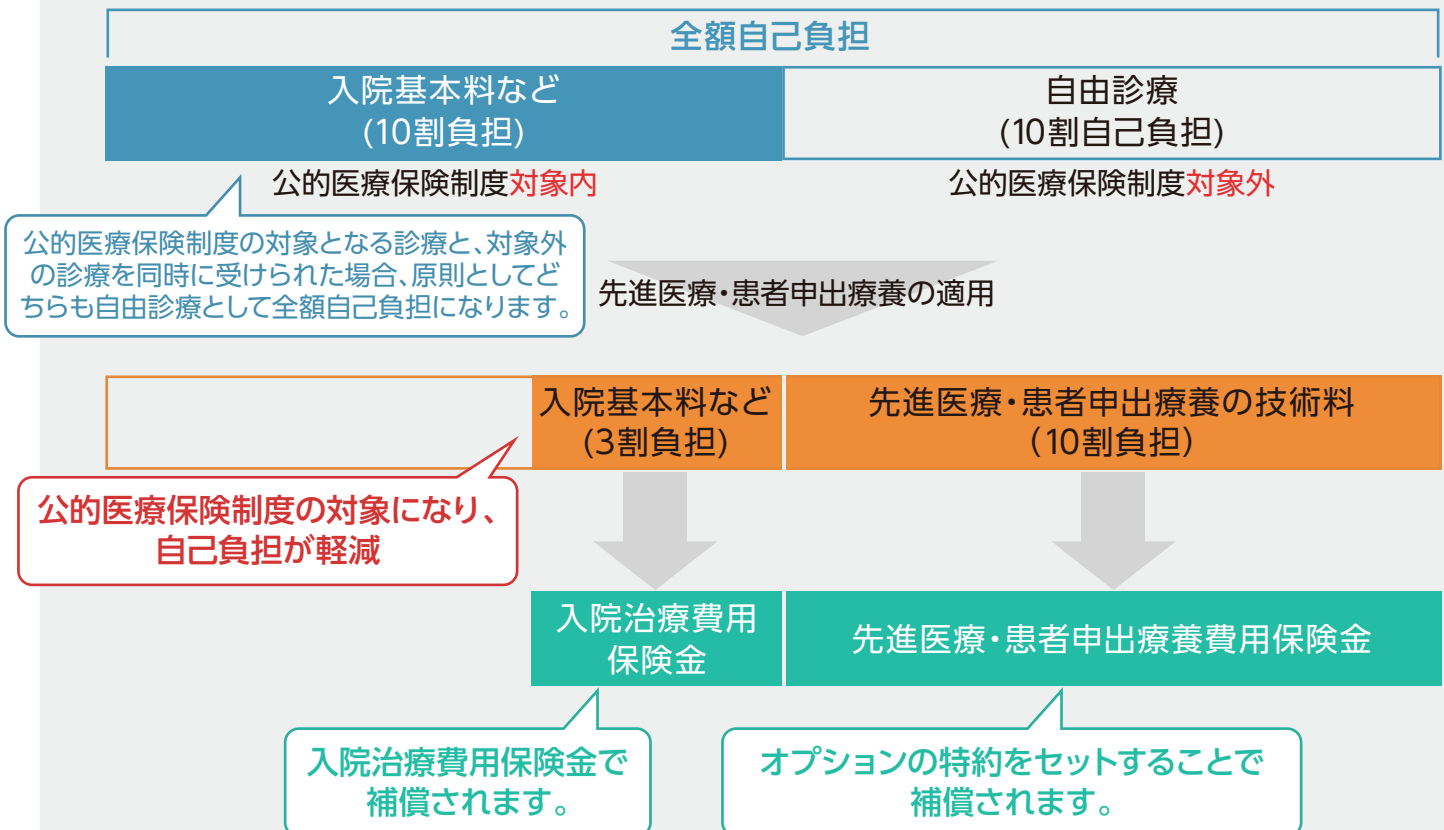 全額自己負担
入院基本料など
(10割負担)
自由診療
(10割自己負担)
公的医療保険制度対象内
公的医療保険制度対象外
公的医療保険制度の対象となる診療と、対象外
の診療を同時に受けられた場合、原則としてど
ちらも自由診療として全額自己負担になります。
先進医療・患者申出療養の適用
入院基本料など
(3割負担)
先進医療・患者申出療養の技術料
(10割負担)
公的医療保険制度の対象になり、
自己負担が軽減
入院治療費用
保険金
先進医療・患者申出療養費用保険金
入院治療費用保険金で
補償されます。
オプションの特約をセットすることで
補償されます。